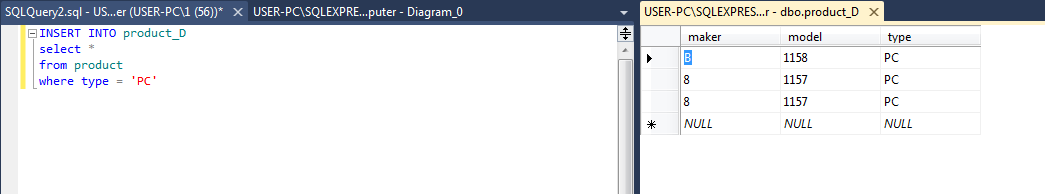 SQLQuery2.sql - US...er (USER-PC\1 (56))*
USER-PC\SQLEXPRE...puter - Diagram_0
INSERT INTO product_D
select *
from product
where type = 'PC'
USER-PC\SQLEXPRES...r - dbo.product_D
maker model type
B 1158 PC
8 1157 PC
8 1157 PC
NULL NULL NULL